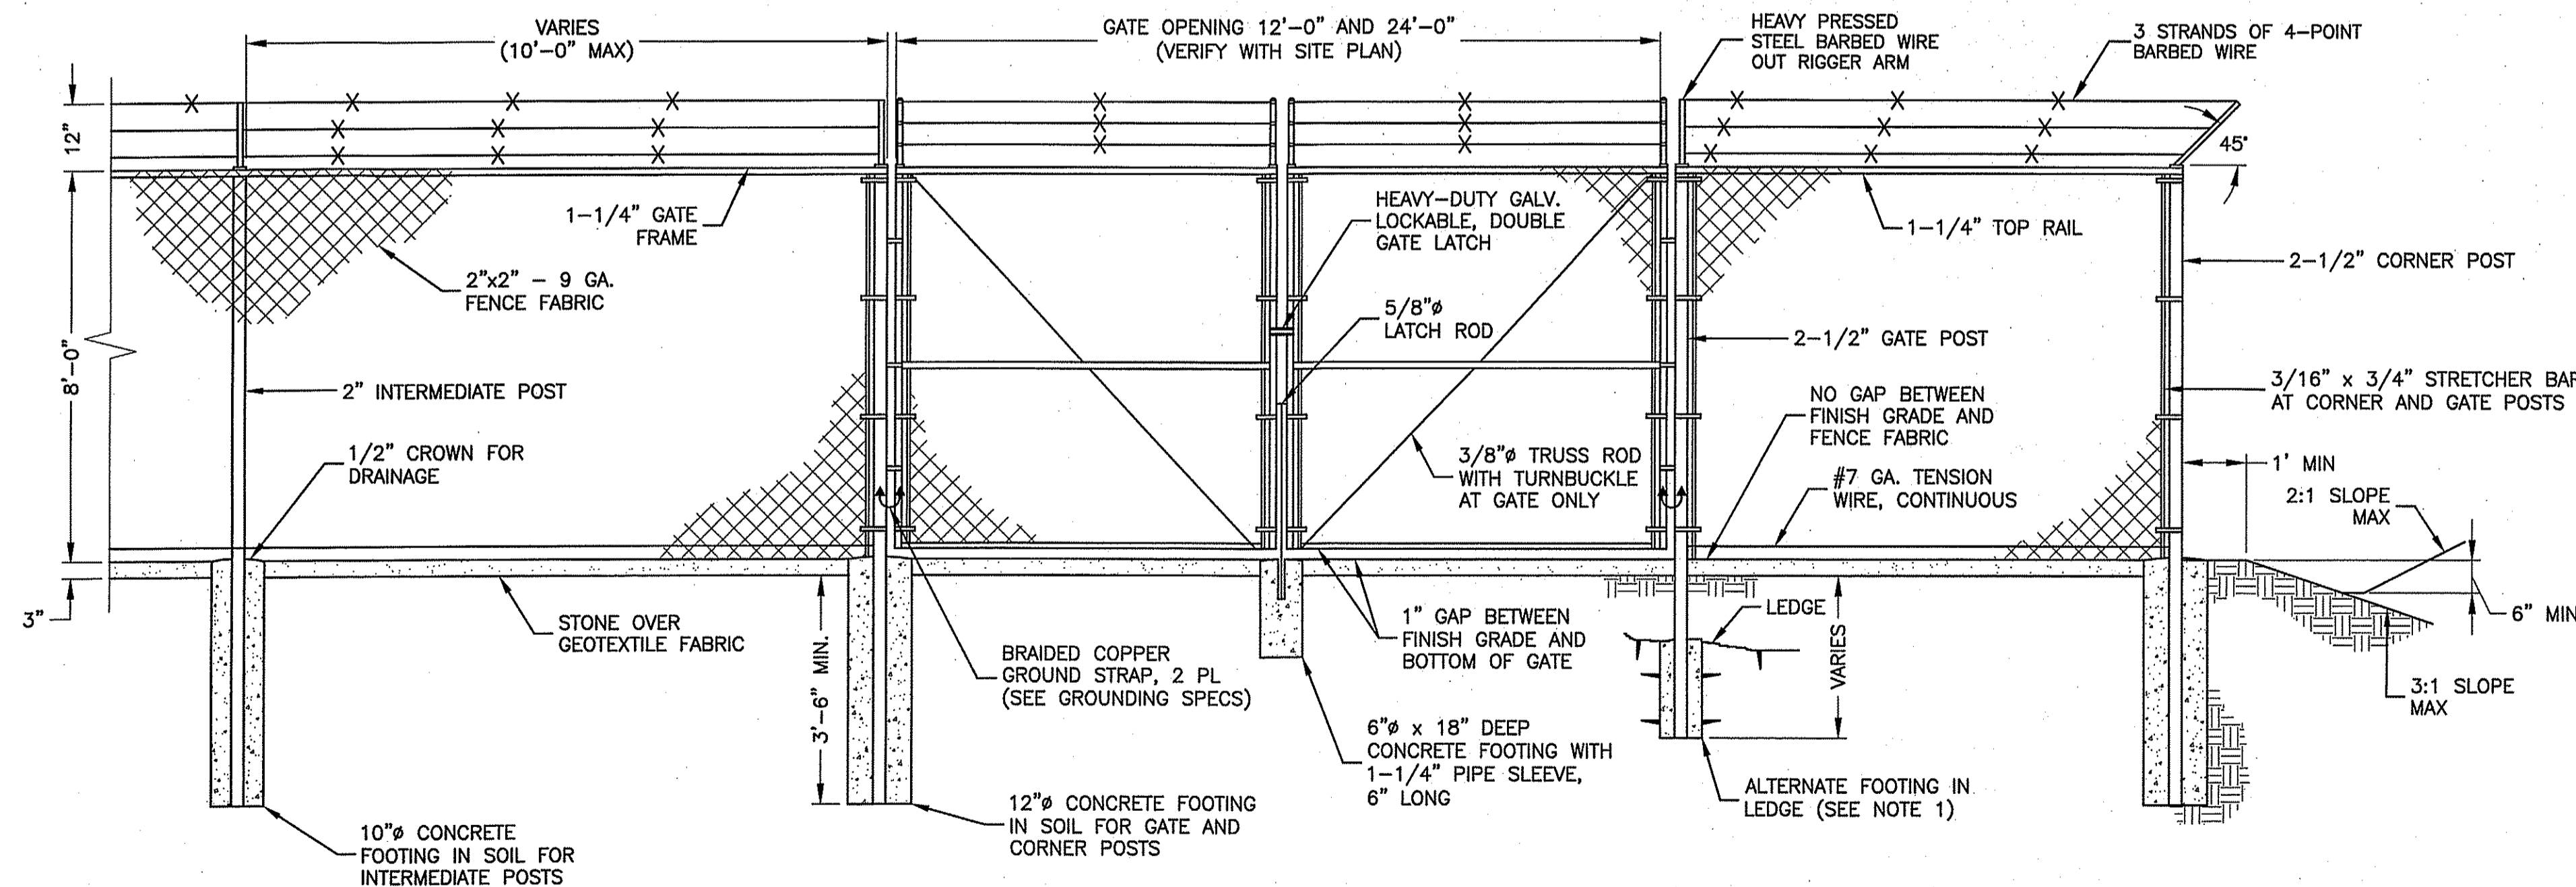 VARIES
(10'-0" MAX)
GATE OPENING 12'-0" AND 24'-0"
(VERIFY WITH SITE PLAN)
HEAVY PRESSED
STEEL BARBED WIRE
OUT RIGGER ARM
3 STRANDS OF 4-POINT
BARBED WIRE
12"
45°
1-1/4" GATE
FRAME
HEAVY-DUTY GALV.
LOCKABLE, DOUBLE
GATE LATCH
1-1/4" TOP RAIL
2-1/2" CORNER POST
2"x2" - 9 GA.
FENCE FABRIC
5/8"ø
LATCH ROD
2-1/2" GATE POST
8'-0"
2" INTERMEDIATE POST
NO GAP BETWEEN
FINISH GRADE AND
FENCE FABRIC
3/16" x 3/4" STRETCHER BAR
AT CORNER AND GATE POSTS
1/2" CROWN FOR
DRAINAGE
3/8"ø TRUSS ROD
WITH TURNBUCKLE
AT GATE ONLY
#7 GA. TENSION
WIRE, CONTINUOUS
1' MIN
2:1 SLOPE
MAX
3"
STONE OVER
GEOTEXTILE FABRIC
3'-6" MIN.
BRAIDED COPPER
GROUND STRAP, 2 PL
(SEE GROUNDING SPECS)
1" GAP BETWEEN
FINISH GRADE AND
BOTTOM OF GATE
LEDGE
VARIES
6" MIN
3:1 SLOPE
MAX
6"ø x 18" DEEP
CONCRETE FOOTING WITH
1-1/4" PIPE SLEEVE,
6" LONG
ALTERNATE FOOTING IN
LEDGE (SEE NOTE 1)
10"ø CONCRETE
FOOTING IN SOIL FOR
INTERMEDIATE POSTS
12"ø CONCRETE FOOTING
IN SOIL FOR GATE AND
CORNER POSTS